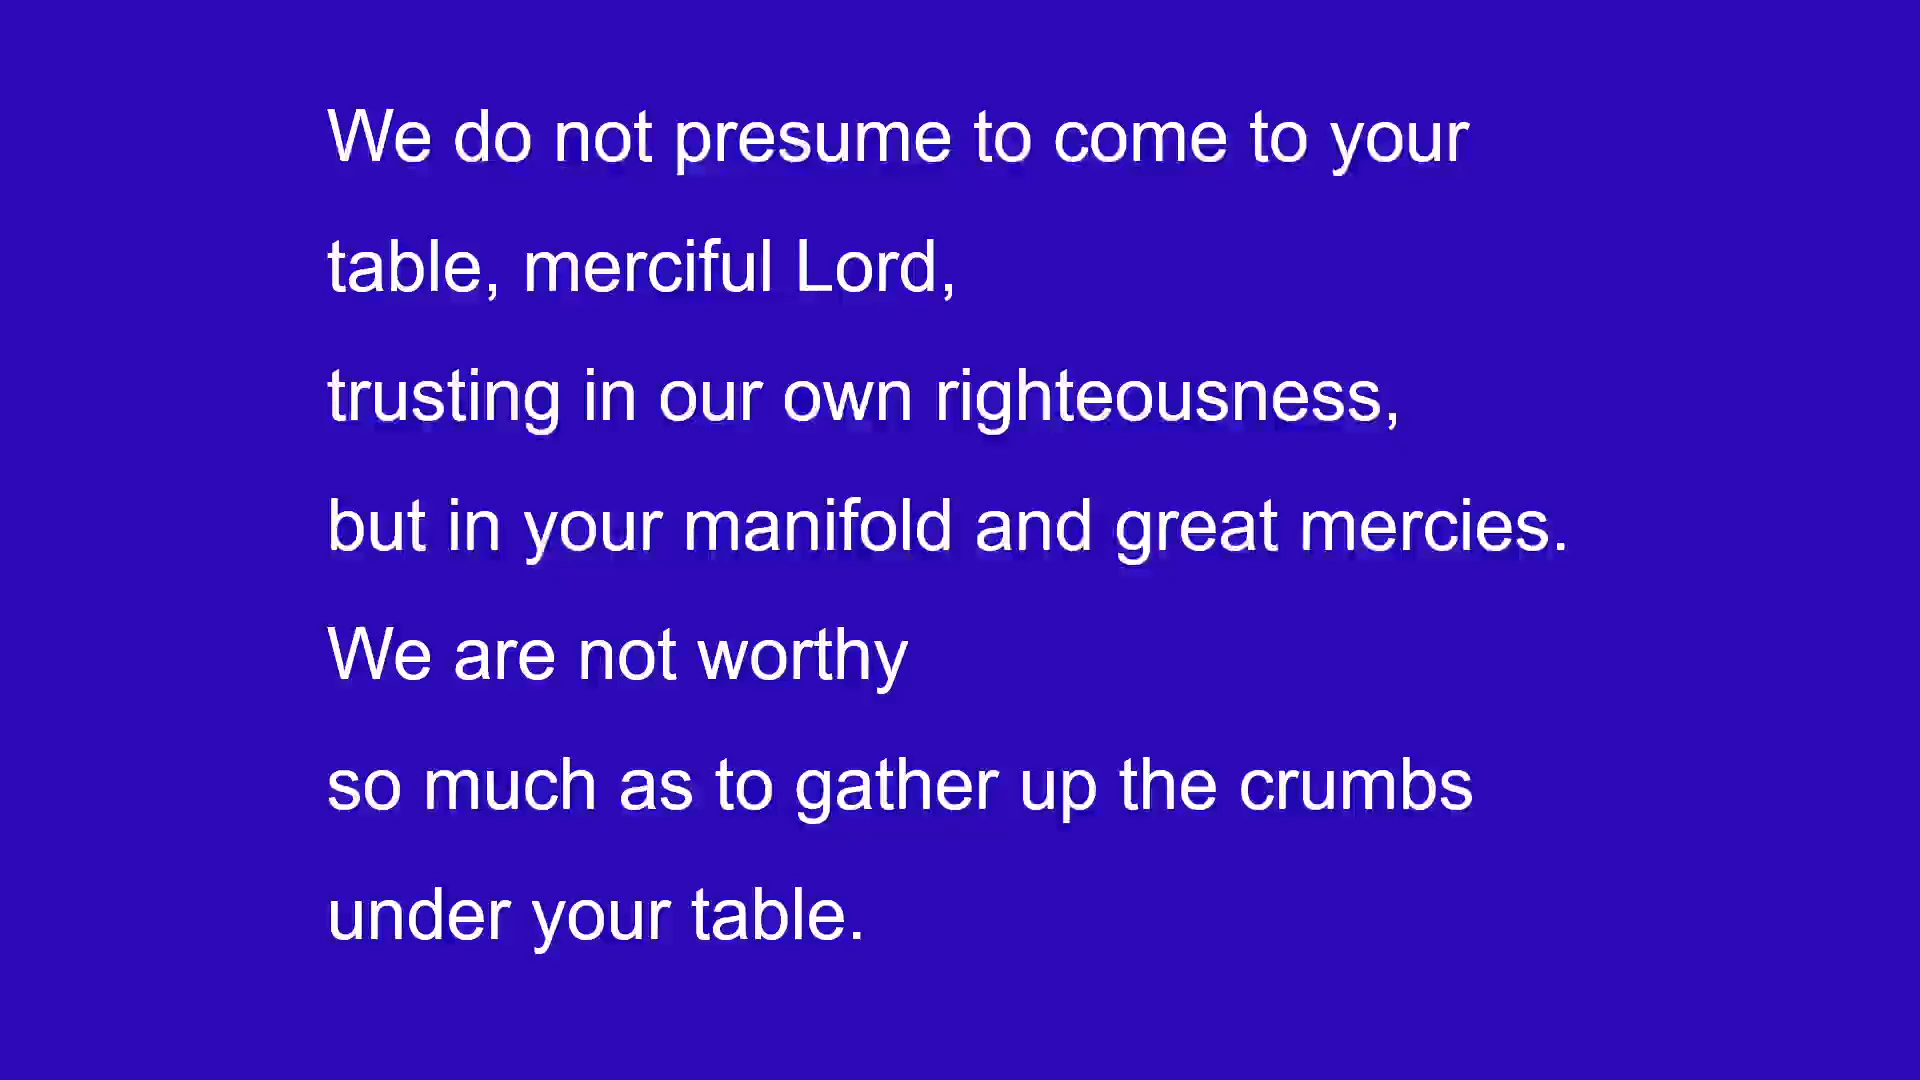 We do not presume to come to your
table, merciful Lord,
trusting in our own righteousness,
but in your manifold and great mercies.
We are not worthy
so much as to gather up the crumbs
under your table.